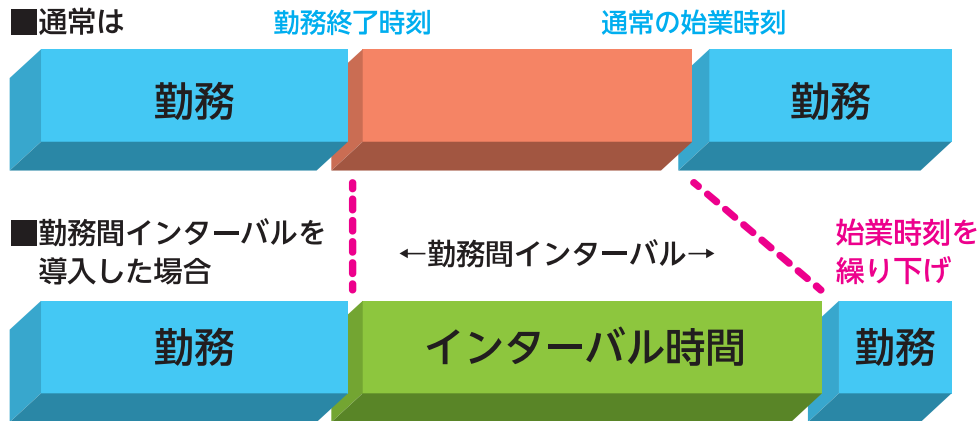 ■通常は
勤務終了時刻
通常の始業時刻
勤務
勤務
■勤務間インターバルを
導入した場合
←勤務間インターバル→
始業時刻を
繰り下げ
勤務
インターバル時間
勤務